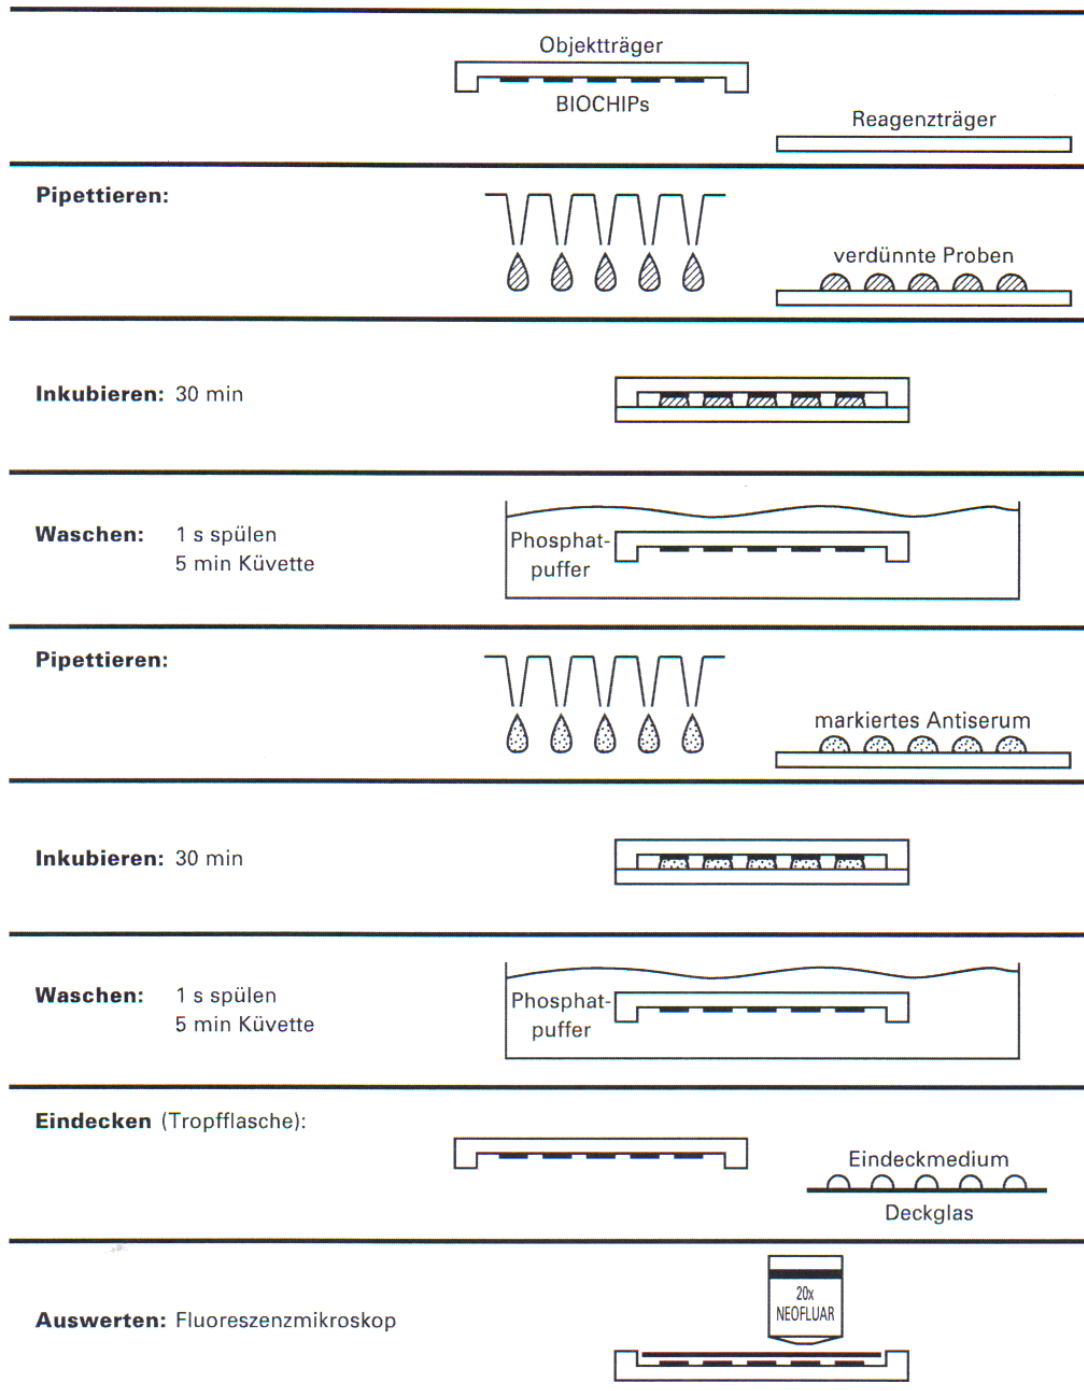 Objektträger
BIOCHIPs
Reagenzträger
Pipettieren:
verdünnte Proben
Inkubieren: 30 min
Waschen: 1 s spülen
5 min Küvette
Phosphat-
puffer
Pipettieren:
markiertes Antiserum
Inkubieren: 30 min
Waschen: 1 s spülen
5 min Küvette
Phosphat-
puffer
Eindecken (Tropfflasche):
Eindeckmedium
Deckglas
20x
NEOFLUAR
Auswerten: Fluoreszenzmikroskop